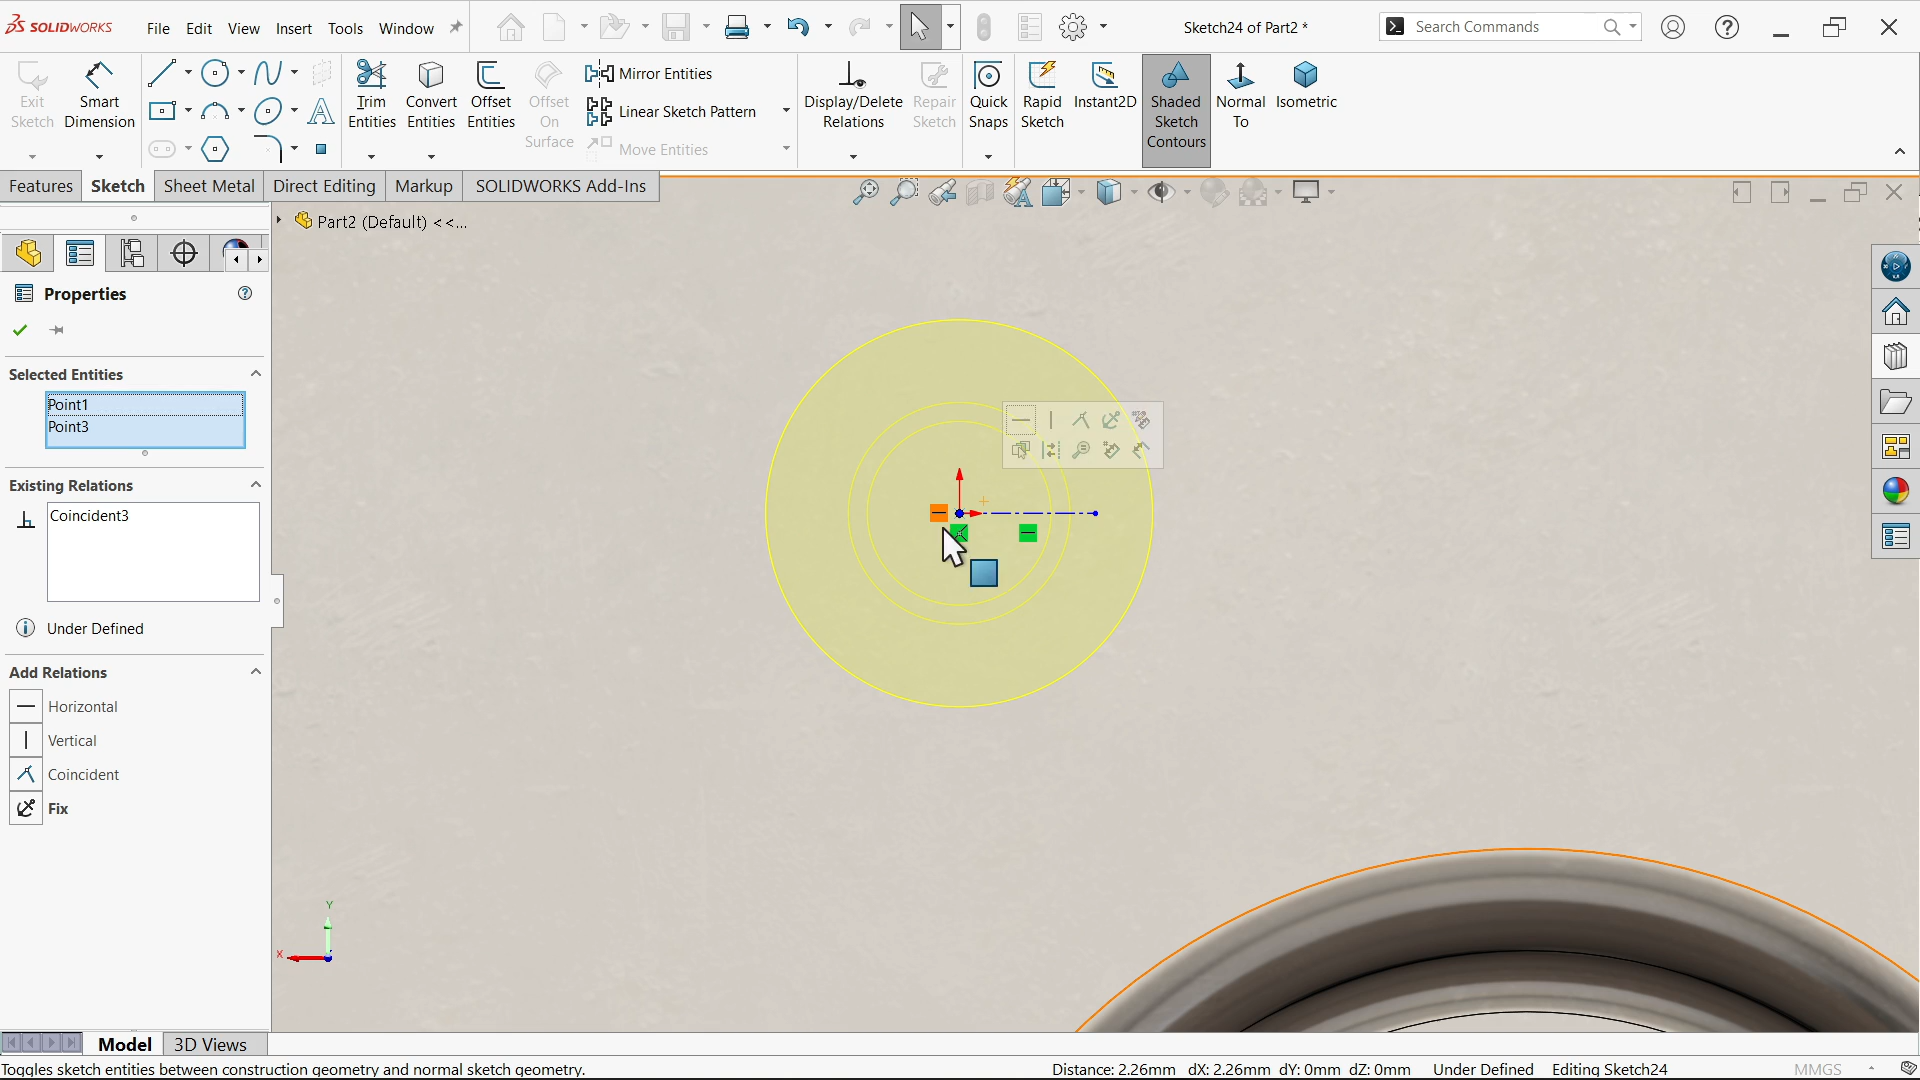 SOLIDWORKS
File Edit View Insert Tools Window
Sketch24 of Part2 *
Search Commands
Exit Sketch
Smart Dimension
Trim Entities
Convert Entities
Offset Entities
Offset On Surface
Mirror Entities
Linear Sketch Pattern
Move Entities
Display/Delete Relations
Repair Sketch
Quick Snaps
Rapid Sketch
Instant2D
Shaded Sketch Contours
Normal To
Isometric
Features Sketch Sheet Metal Direct Editing Markup SOLIDWORKS Add-Ins
Part2 (Default) <<...
Properties
Selected Entities
Point1
Point3
Existing Relations
Coincident3
Under Defined
Add Relations
Horizontal
Vertical
Coincident
Fix
Y
X
Model 3D Views
Toggles sketch entities between construction geometry and normal sketch geometry.
Distance: 2.26mm dX: 2.26mm dY: 0mm dZ: 0mm Under Defined Editing Sketch24 MMGS